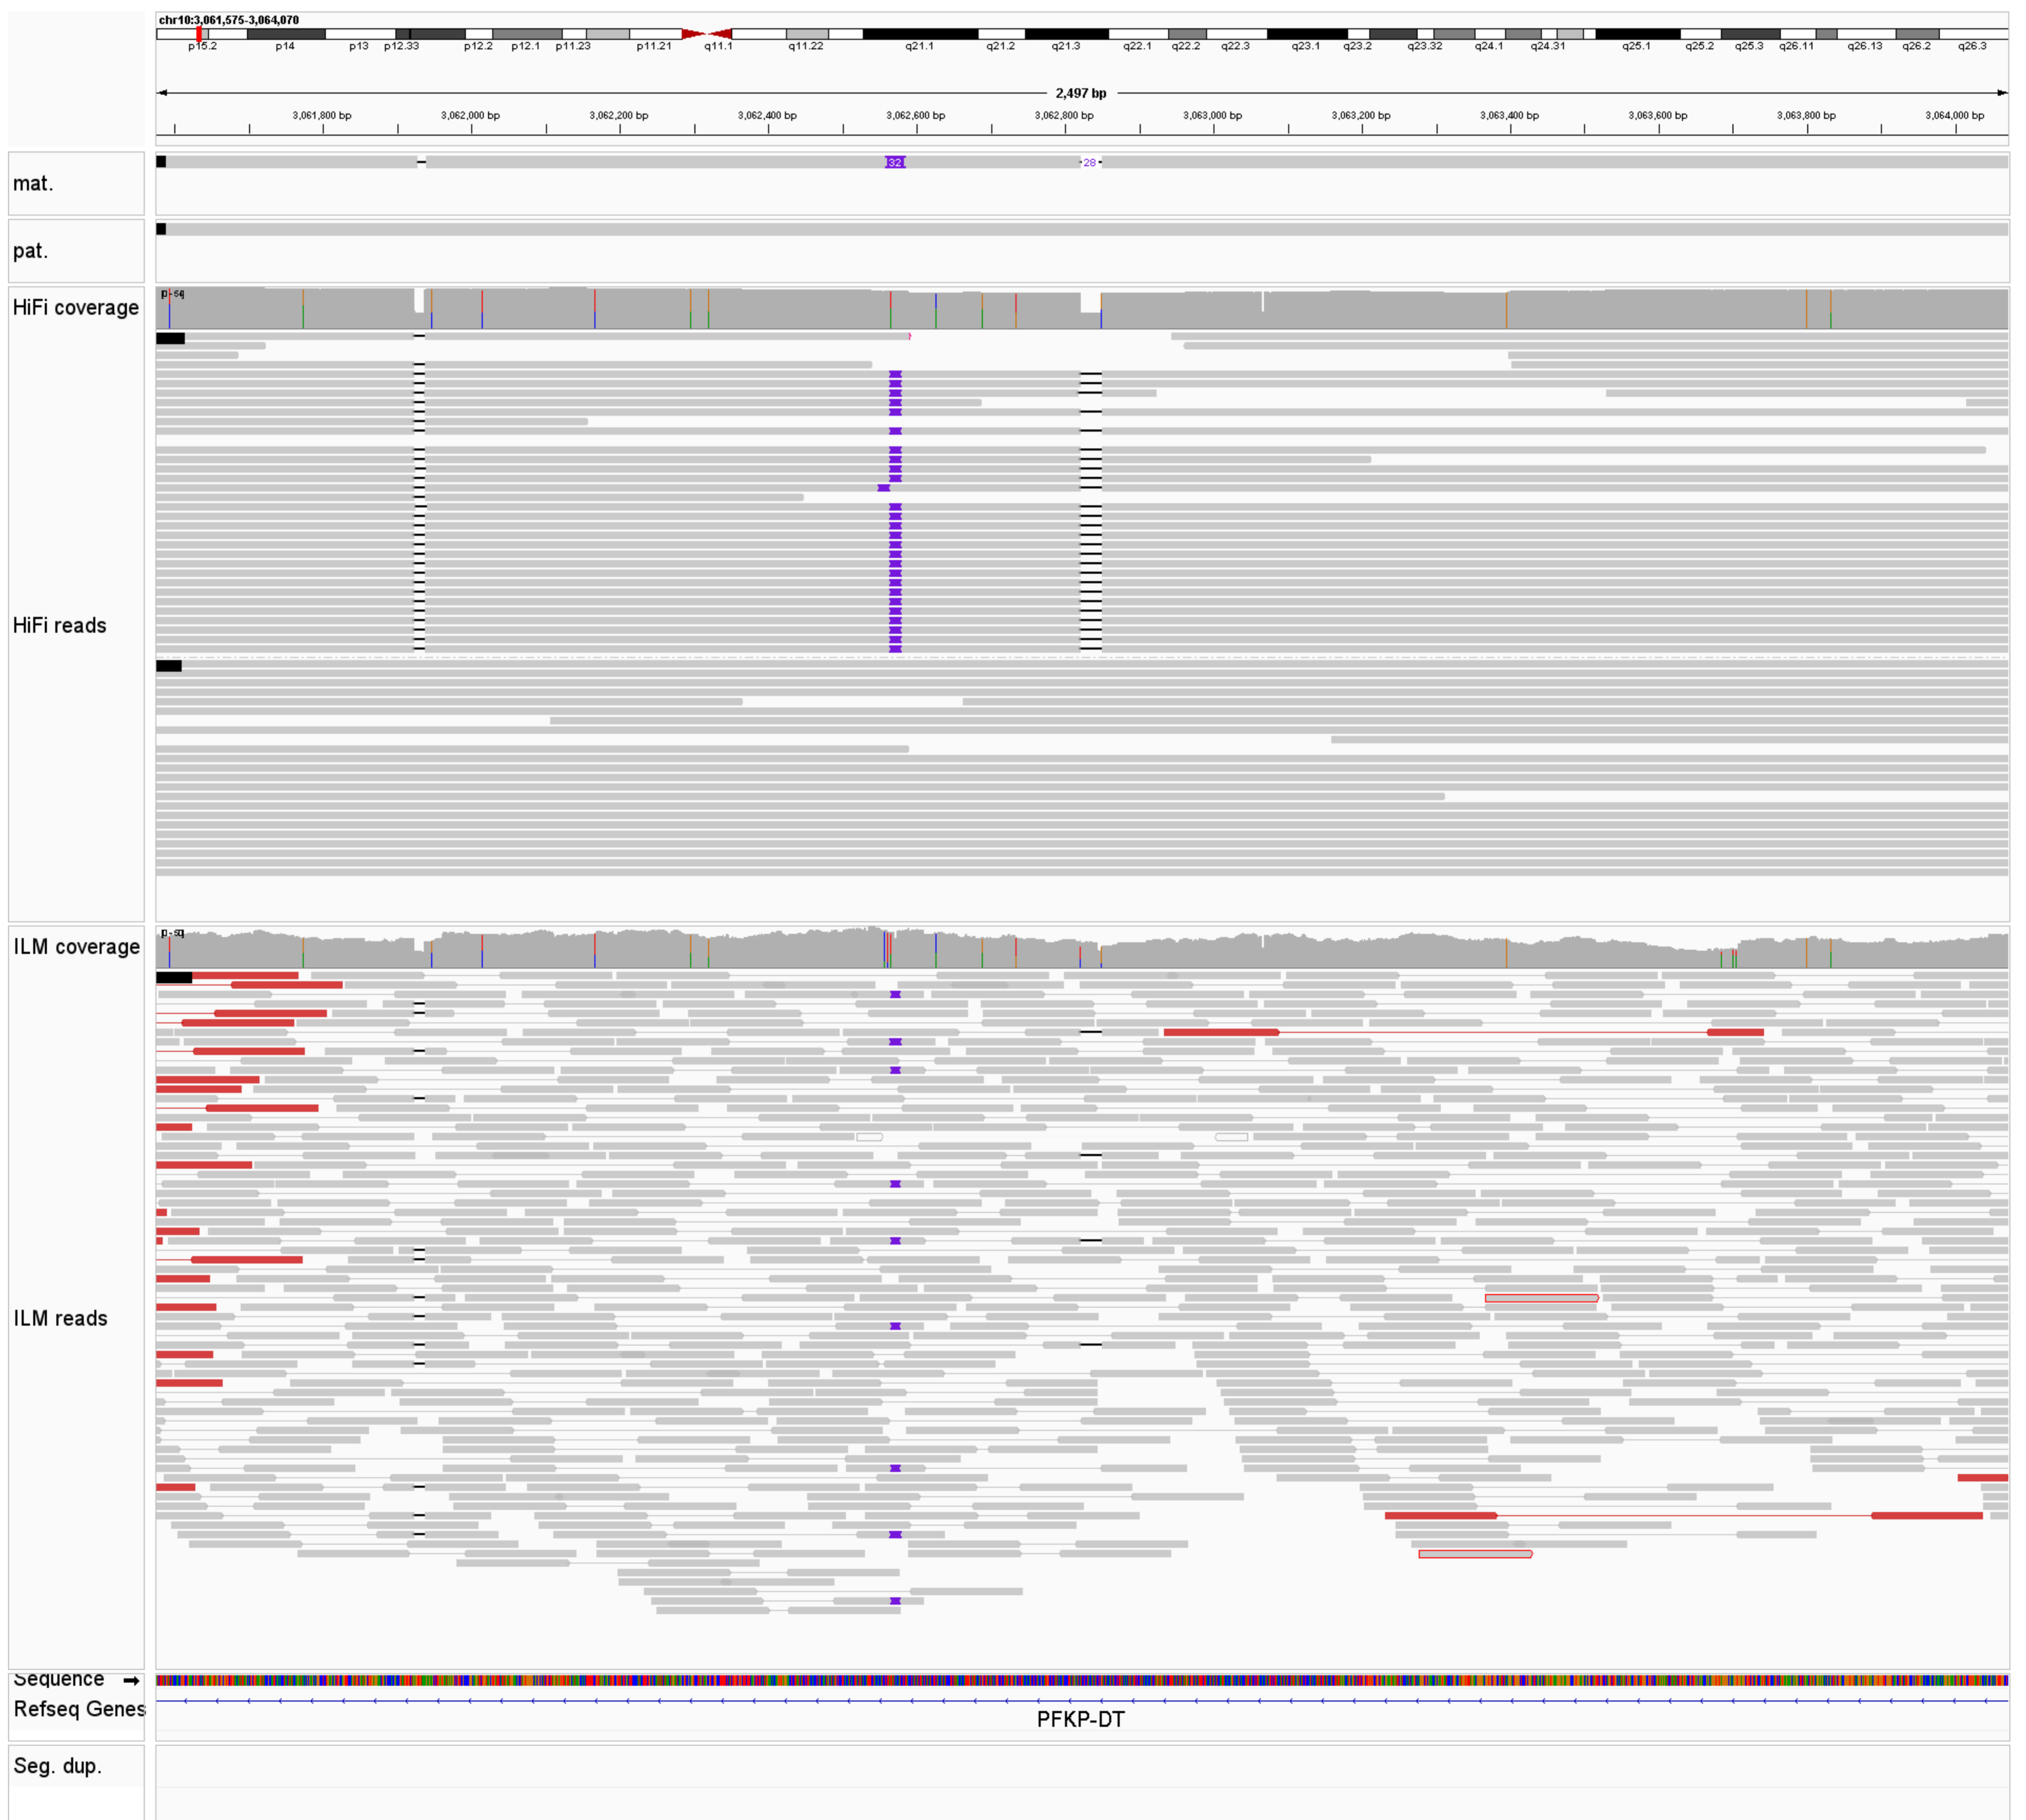 chr10:3,061,575-3,064,070
p15.2 p14 p13 p12.33 p12.2 p12.1 p11.23 p11.21 q11.1 q11.22 q21.1 q21.2 q21.3 q22.1 q22.2 q22.3 q23.1 q23.2 q23.32 q24.1 q24.31 q25.1 q25.2 q25.3 q26.11 q26.13 q26.2 q26.3
2,497 bp
3,061,800 bp 3,062,000 bp 3,062,200 bp 3,062,400 bp 3,062,600 bp 3,062,800 bp 3,063,000 bp 3,063,200 bp 3,063,400 bp 3,063,600 bp 3,063,800 bp 3,064,000 bp
mat. 32 28
pat.
HiFi coverage
HiFi reads
ILM coverage
ILM reads
Sequence
Refseq Genes
PFKP-DT
Seg. dup.